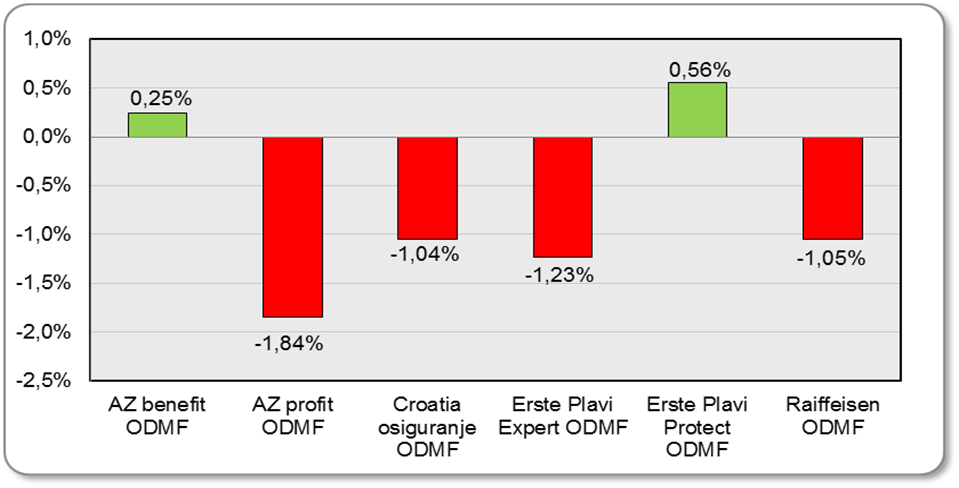 1,0%
0,5%
0,0%
-0,5%
-1,0%
-1,5%
-2,0%
-2,5%
0,25%
-1,84%
-1,04%
-1,23%
0,56%
-1,05%
AZ benefit
ODMF
AZ profit
ODMF
Croatia
osiguranje
ODMF
Erste Plavi
Expert ODMF
Erste Plavi
Protect
ODMF
Raiffeisen
ODMF